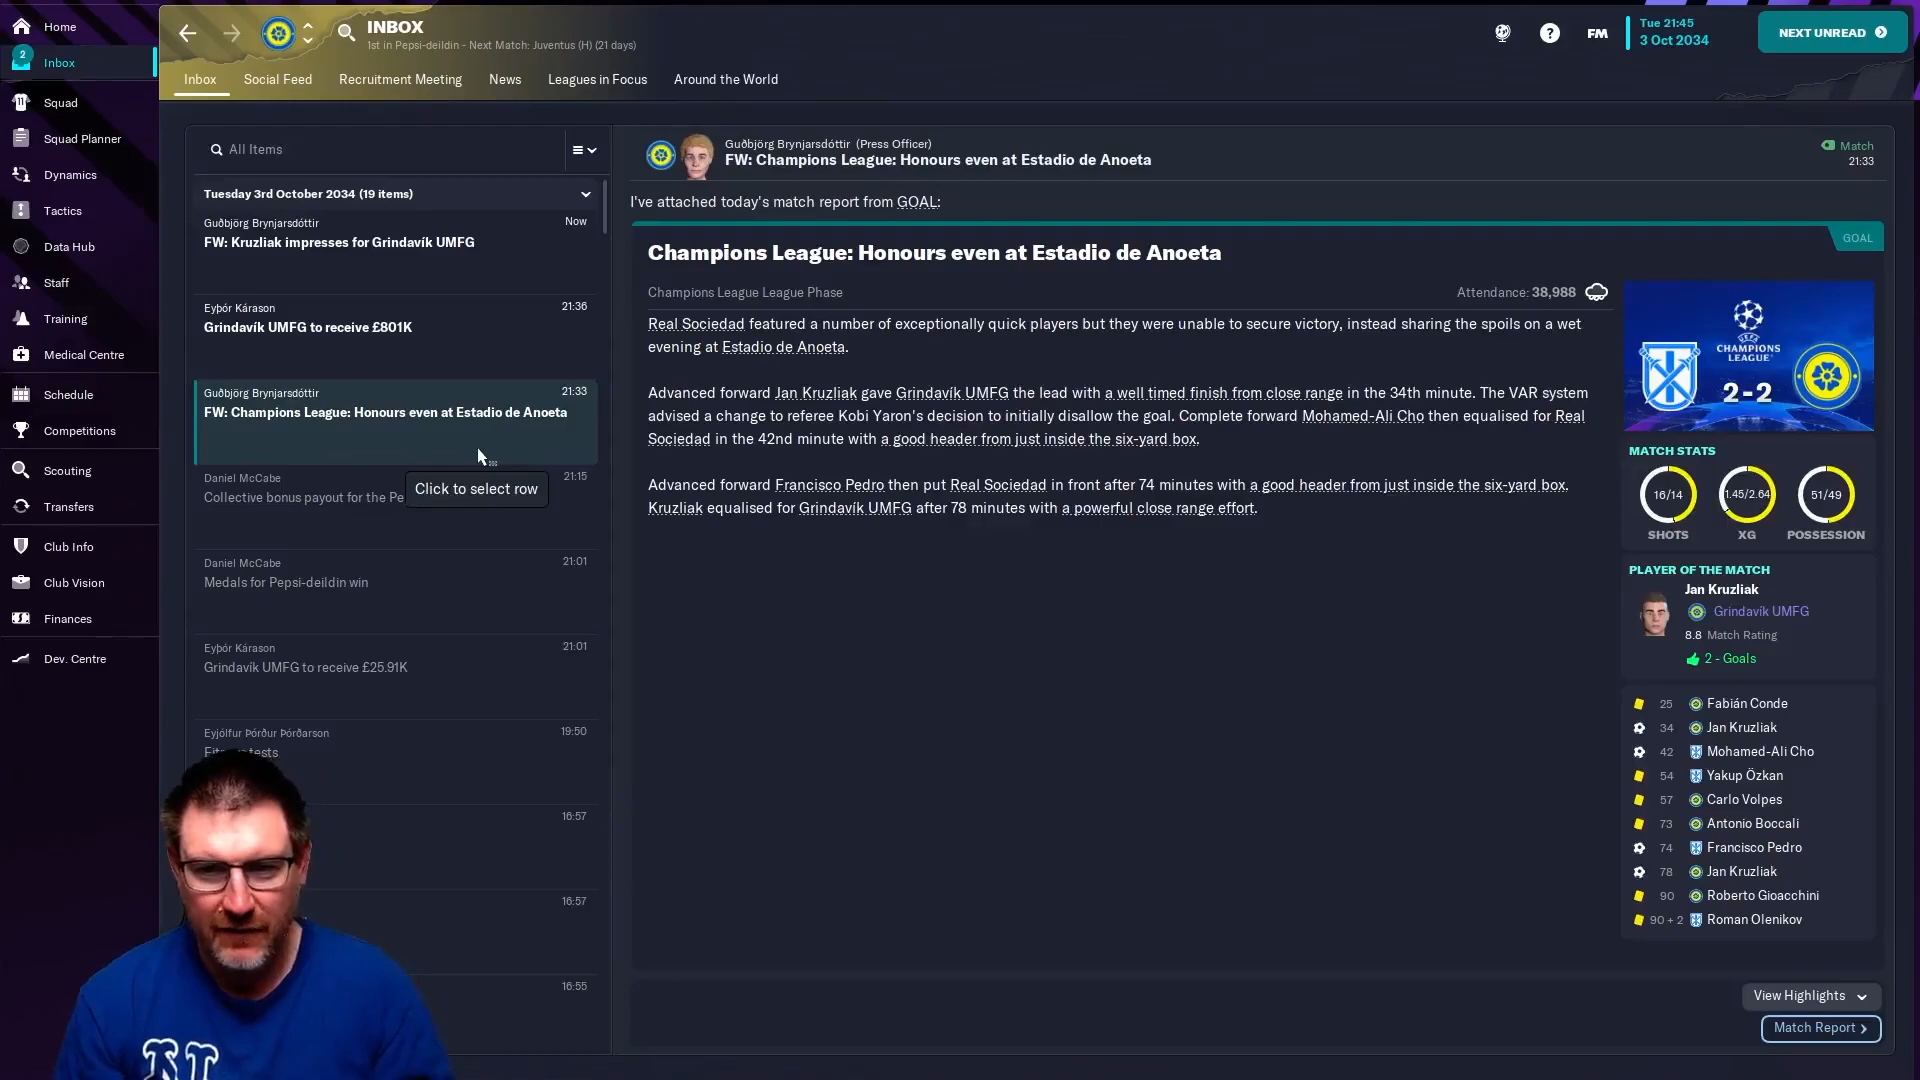 Home
2
Inbox
Squad
Squad Planner
Dynamics
Tactics
Data Hub
Staff
Training
Medical Centre
Schedule
Competitions
Scouting
Transfers
Club Info
Club Vision
Finances
Dev. Centre
INBOX
1st in Pepsi-deildin - Next Match: Juventus (H) (21 days)
FM
Tue 21:45
3 Oct 2034
NEXT UNREAD
Inbox
Social Feed
Recruitment Meeting
News
Leagues in Focus
Around the World
All Items
Tuesday 3rd October 2034 (19 items)
Guðbjörg Brynjarsdóttir
Now
FW: Kruzliak impresses for Grindavík UMFG
Eyþór Kárason
21:36
Grindavík UMFG to receive £801K
Guðbjörg Brynjarsdóttir
21:33
FW: Champions League: Honours even at Estadio de Anoeta
Daniel McCabe
21:15
Collective bonus payout for the Pe
Click to select row
Daniel McCabe
21:01
Medals for Pepsi-deildin win
Eyþór Kárason
21:01
Grindavík UMFG to receive £25.91K
Eyjólfur Þórður Þórðarson
19:50
tests
16:57
16:57
16:55
Guðbjörg Brynjarsdóttir (Press Officer)
FW: Champions League: Honours even at Estadio de Anoeta
Match
21:33
I've attached today's match report from GOAL:
GOAL
Champions League: Honours even at Estadio de Anoeta
Champions League League Phase
Attendance: 38,988
Real Sociedad featured a number of exceptionally quick players but they were unable to secure victory, instead sharing the spoils on a wet
evening at Estadio de Anoeta.
Advanced forward Jan Kruzliak gave Grindavík UMFG the lead with a well timed finish from close range in the 34th minute. The VAR system
advised a change to referee Kobi Yaron's decision to initially disallow the goal. Complete forward Mohamed-Ali Cho then equalised for Real
Sociedad in the 42nd minute with a good header from just inside the six-yard box.
Advanced forward Francisco Pedro then put Real Sociedad in front after 74 minutes with a good header from just inside the six-yard box.
Kruzliak equalised for Grindavík UMFG after 78 minutes with a powerful close range effort.
UEFA
CHAMPIONS
LEAGUE
2-2
MATCH STATS
16/14
1.45/2.64
51/49
SHOTS
XG
POSSESSION
PLAYER OF THE MATCH
Jan Kruzliak
Grindavík UMFG
8.8 Match Rating
2 - Goals
25 Fabián Conde
34 Jan Kruzliak
42 Mohamed-Ali Cho
54 Yakup Özkan
57 Carlo Volpes
73 Antonio Boccali
74 Francisco Pedro
78 Jan Kruzliak
90 Roberto Gioacchini
90 + 2 Roman Olenikov
View Highlights
Match Report